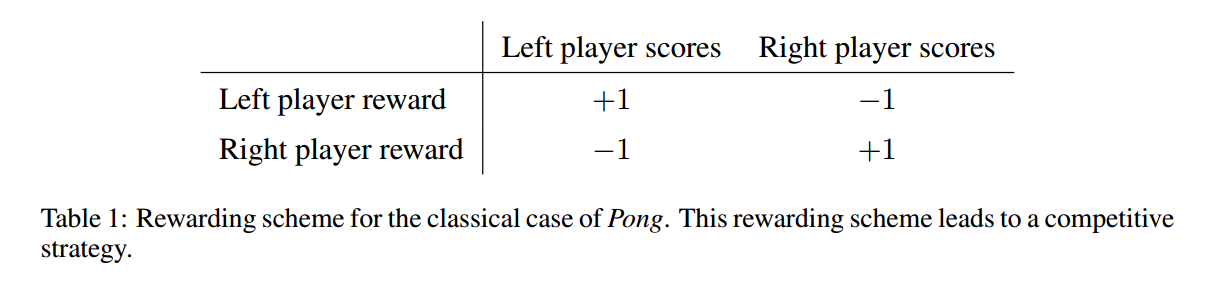 Left player scores Right player scores
Left player reward +1 −1
Right player reward −1 +1
Table 1: Rewarding scheme for the classical case of Pong. This rewarding scheme leads to a competitive
strategy.